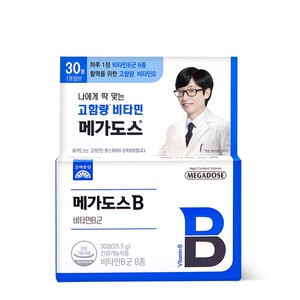 30정
1개월분
하루 1정 비타민B군 8종
활력을 위한 고함량 비타민B
나에게 딱 맞는
고함량 비타민
메가도스
고려은단
High Content Vitamin
MEGADOSE
메가도스B
비타민B군
Vitamin B
B
30정(25.5 g)
건강기능식품
비타민B군 8종